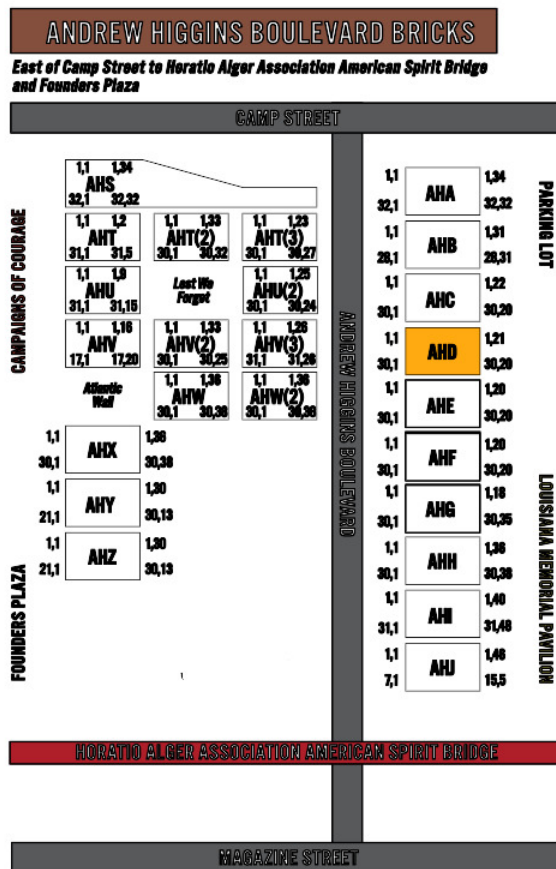 ANDREW HIGGINS BOULEVARD BRICKS
East of Camp Street to Horatio Alger Association American Spirit Bridge
and Founders Plaza
CAMP STREET
1,1 1,34
AHS
32,1 32,32
1,1 1,2
AHT
31,1 31,5
1,1 1,33
AHT(2)
30,1 30,32
1,1 1,23
AHT(3)
30,1 30,27
1,1 1,9
AHU
31,1 31,15
Lest We
Forget
1,1 1,25
AHU(2)
30,1 30,24
1,1 1,16
AHV
17,1 17,20
1,1 1,33
AHV(2)
30,1 30,25
1,1 1,26
AHV(3)
31,1 31,26
Atlantic
Wall
1,1 1,36
AHW
30,1 30,38
1,1 1,36
AHW(2)
30,1 30,38
1,1 1,36
AHX
30,1 30,38
1,1 1,30
AHY
21,1 30,13
1,1 1,30
AHZ
21,1 30,13
CAMPAIGNS OF COURAGE
FOUNDERS PLAZA
ANDREW HIGGINS BOULEVARD
1,1 1,34
AHA
32,1 32,32
1,1 1,31
AHB
28,1 28,31
1,1 1,22
AHC
30,1 30,20
1,1 1,21
AHD
30,1 30,20
1,1 1,20
AHE
30,1 30,20
1,1 1,20
AHF
30,1 30,20
1,1 1,18
AHG
30,1 30,35
1,1 1,36
AHH
30,1 30,38
1,1 1,40
AHI
31,1 31,48
1,1 1,46
AHJ
7,1 15,5
PARKING LOT
LOUISIANA MEMORIAL PAVILION
HORATIO ALGER ASSOCIATION AMERICAN SPIRIT BRIDGE
MAGAZINE STREET